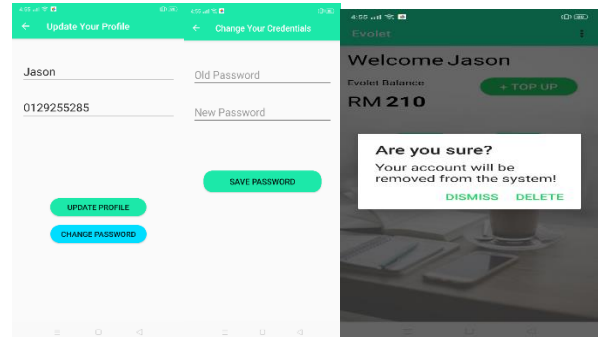 4:55
← Update Your Profile
Jason
0129255285
UPDATE PROFILE
CHANGE PASSWORD
4:55
← Change Your Credentials
Old Password
New Password
SAVE PASSWORD
4:55
Evolet
Welcome Jason
Evolet Balance
+ TOP UP
RM 210
Are you sure?
Your account will be
removed from the system!
DISMISS DELETE